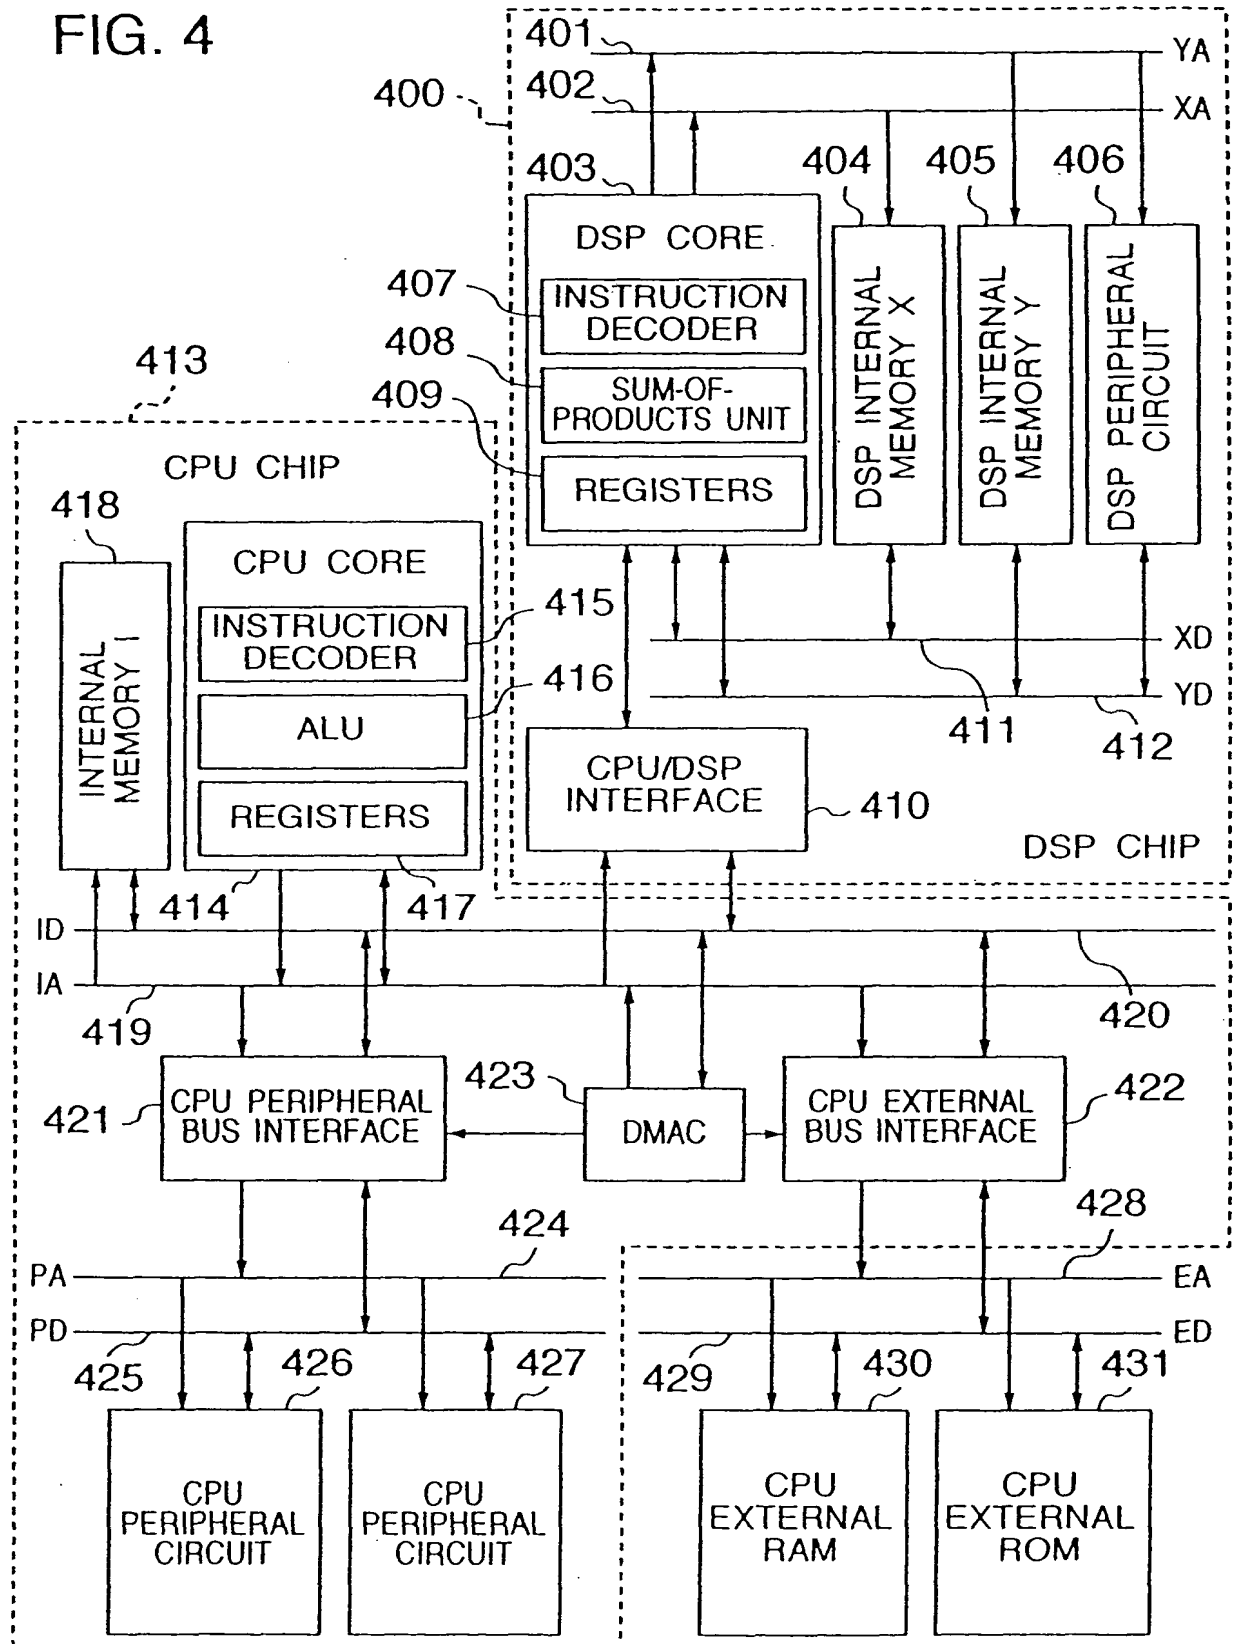 FIG. 4
401
YA
400
402
XA
403
404
405
406
DSP CORE
407
INSTRUCTION
DECODER
408
SUM-OF-
PRODUCTS UNIT
409
REGISTERS
DSP INTERNAL
MEMORY X
DSP INTERNAL
MEMORY Y
DSP PERIPHERAL
CIRCUIT
413
CPU CHIP
418
INTERNAL
MEMORY I
CPU CORE
INSTRUCTION
DECODER
415
ALU
416
REGISTERS
414
417
XD
411
YD
412
CPU/DSP
INTERFACE
410
DSP CHIP
ID
IA
419
420
421
CPU PERIPHERAL
BUS INTERFACE
423
DMAC
CPU EXTERNAL
BUS INTERFACE
422
424
428
PA
EA
PD
ED
425
426
427
429
430
431
CPU
PERIPHERAL
CIRCUIT
CPU
PERIPHERAL
CIRCUIT
CPU
EXTERNAL
RAM
CPU
EXTERNAL
ROM